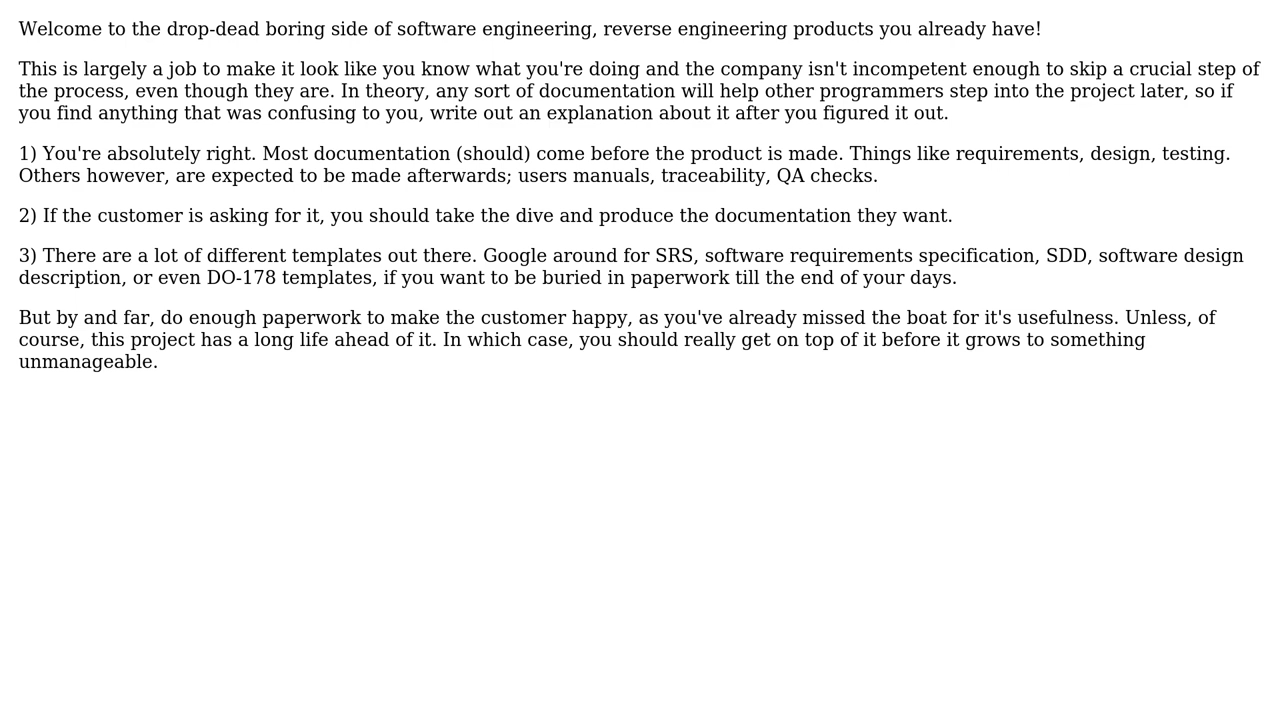 Welcome to the drop-dead boring side of software engineering, reverse engineering products you already have!
This is largely a job to make it look like you know what you're doing and the company isn't incompetent enough to skip a crucial step of
the process, even though they are. In theory, any sort of documentation will help other programmers step into the project later, so if
you find anything that was confusing to you, write out an explanation about it after you figured it out.
1) You're absolutely right. Most documentation (should) come before the product is made. Things like requirements, design, testing.
Others however, are expected to be made afterwards; users manuals, traceability, QA checks.
2) If the customer is asking for it, you should take the dive and produce the documentation they want.
3) There are a lot of different templates out there. Google around for SRS, software requirements specification, SDD, software design
description, or even DO-178 templates, if you want to be buried in paperwork till the end of your days.
But by and far, do enough paperwork to make the customer happy, as you've already missed the boat for it's usefulness. Unless, of
course, this project has a long life ahead of it. In which case, you should really get on top of it before it grows to something
unmanageable.